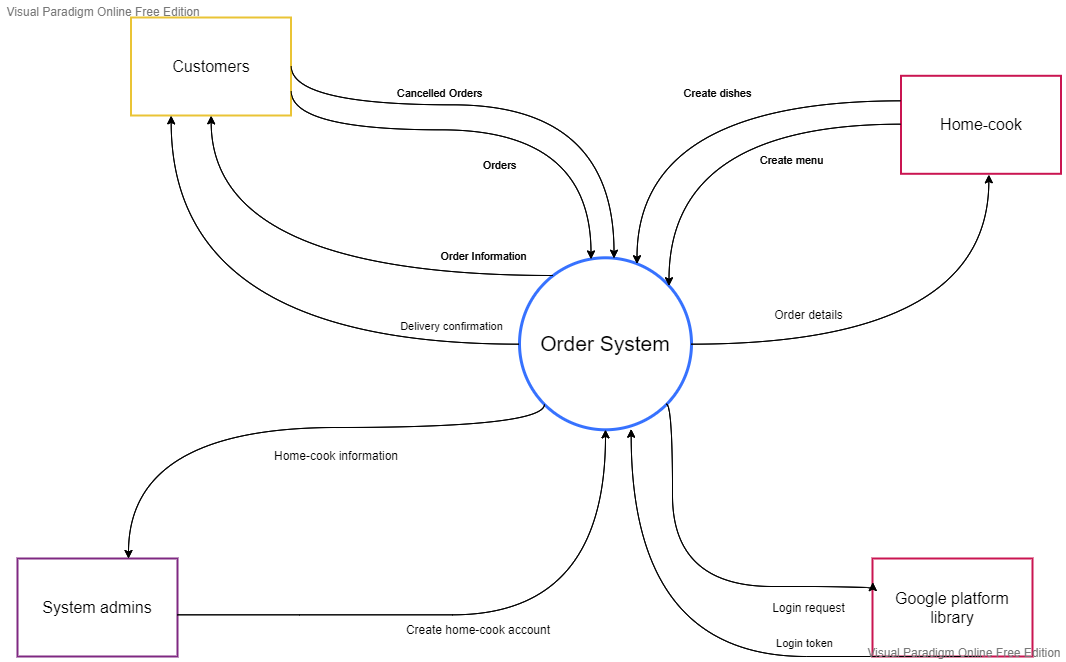 Visual Paradigm Online Free Edition
Customers
Cancelled Orders
Create dishes
Home-cook
Orders
Create menu
Order Information
Order details
Delivery confirmation
Order System
Home-cook information
System admins
Create home-cook account
Google platform
library
Login request
Login token
Visual Paradigm Online Free Edition